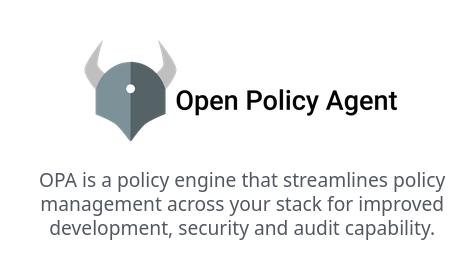 Open Policy Agent
OPA is a policy engine that streamlines policy
management across your stack for improved
development, security and audit capability.